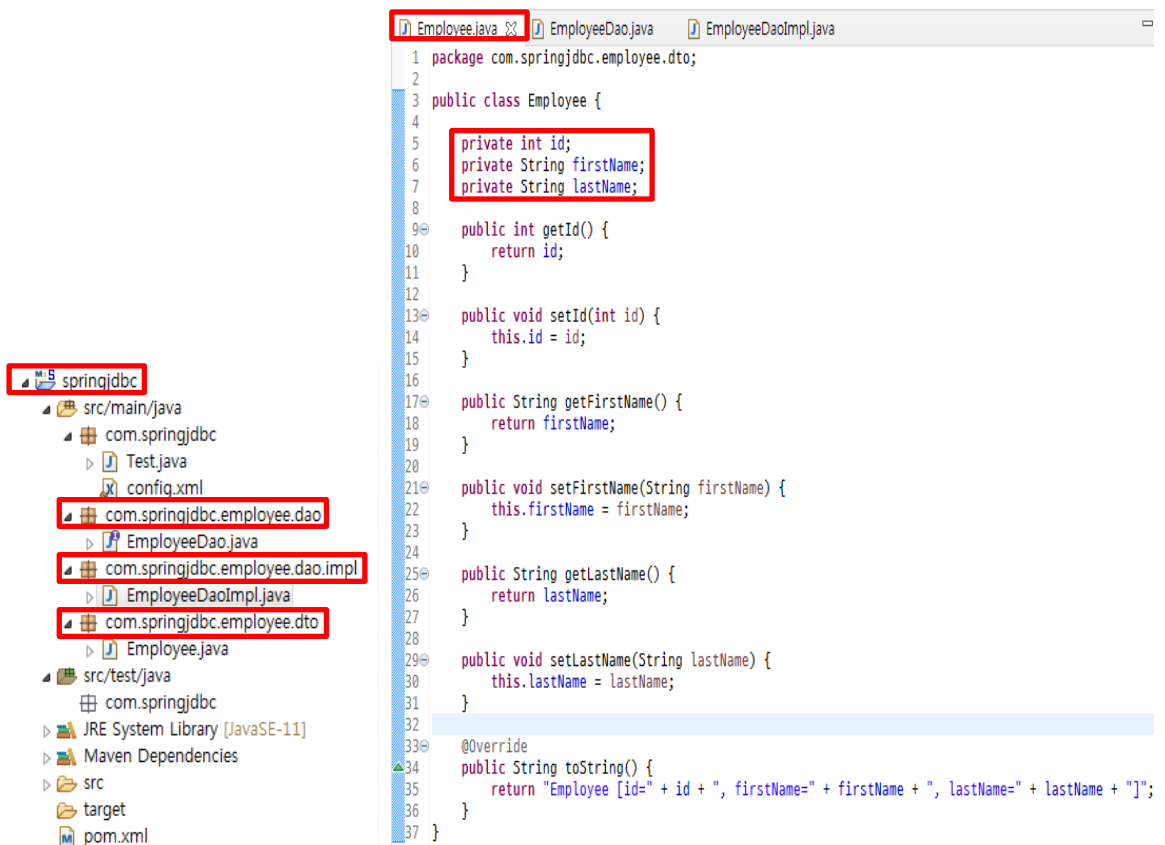 springjdbc
src/main/java
com.springjdbc
Test.java
config.xml
com.springjdbc.employee.dao
EmployeeDao.java
com.springjdbc.employee.dao.impl
EmployeeDaoImpl.java
com.springjdbc.employee.dto
Employee.java
src/test/java
com.springjdbc
JRE System Library [JavaSE-11]
Maven Dependencies
src
target
pom.xml
Employee.java EmployeeDao.java EmployeeDaoImpl.java
1 package com.springjdbc.employee.dto;
2
3 public class Employee {
4
5 private int id;
6 private String firstName;
7 private String lastName;
8
9 public int getId() {
10 return id;
11 }
12
13 public void setId(int id) {
14 this.id = id;
15 }
16
17 public String getFirstName() {
18 return firstName;
19 }
20
21 public void setFirstName(String firstName) {
22 this.firstName = firstName;
23 }
24
25 public String getLastName() {
26 return lastName;
27 }
28
29 public void setLastName(String lastName) {
30 this.lastName = lastName;
31 }
32
33 @Override
34 public String toString() {
35 return "Employee [id=" + id + ", firstName=" + firstName + ", lastName=" + lastName + "]";
36 }
37 }